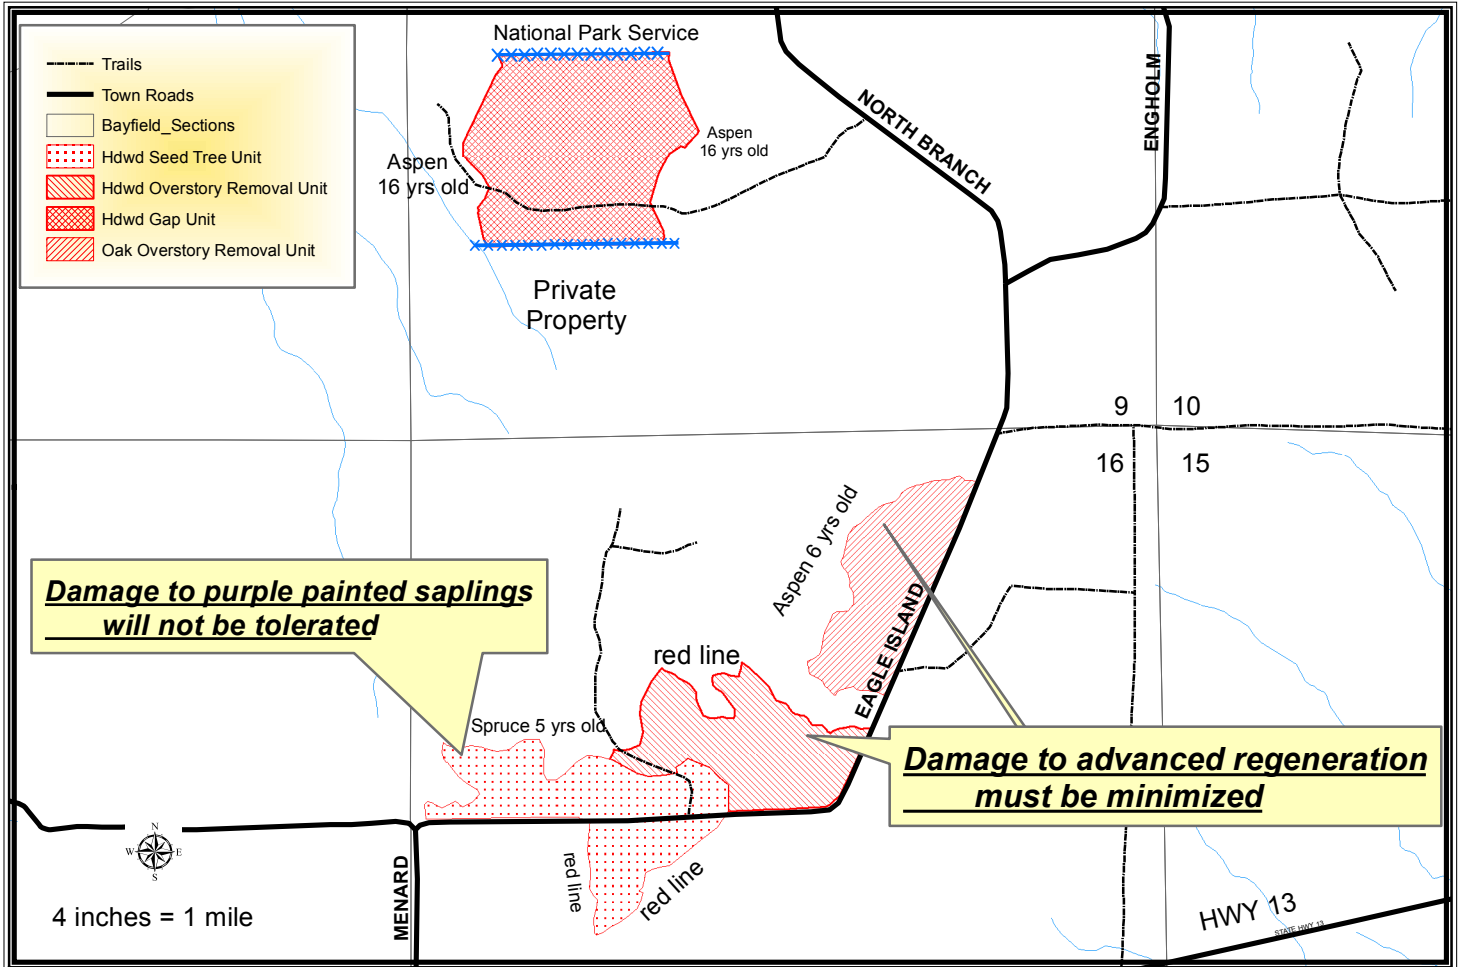 National Park Service
Trails
Town Roads
Bayfield_Sections
Hdwd Seed Tree Unit
Hdwd Overstory Removal Unit
Hdwd Gap Unit
Oak Overstory Removal Unit
Aspen
16 yrs old
Aspen
16 yrs old
NORTH BRANCH
ENGHOLM
Private
Property
9
10
16
15
Aspen 6 yrs old
EAGLE ISLAND
Damage to purple painted saplings
will not be tolerated
red line
Spruce 5 yrs old
Damage to advanced regeneration
must be minimized
N
W
E
S
MENARD
red line
red line
4 inches = 1 mile
HWY 13
STATE HWY 13